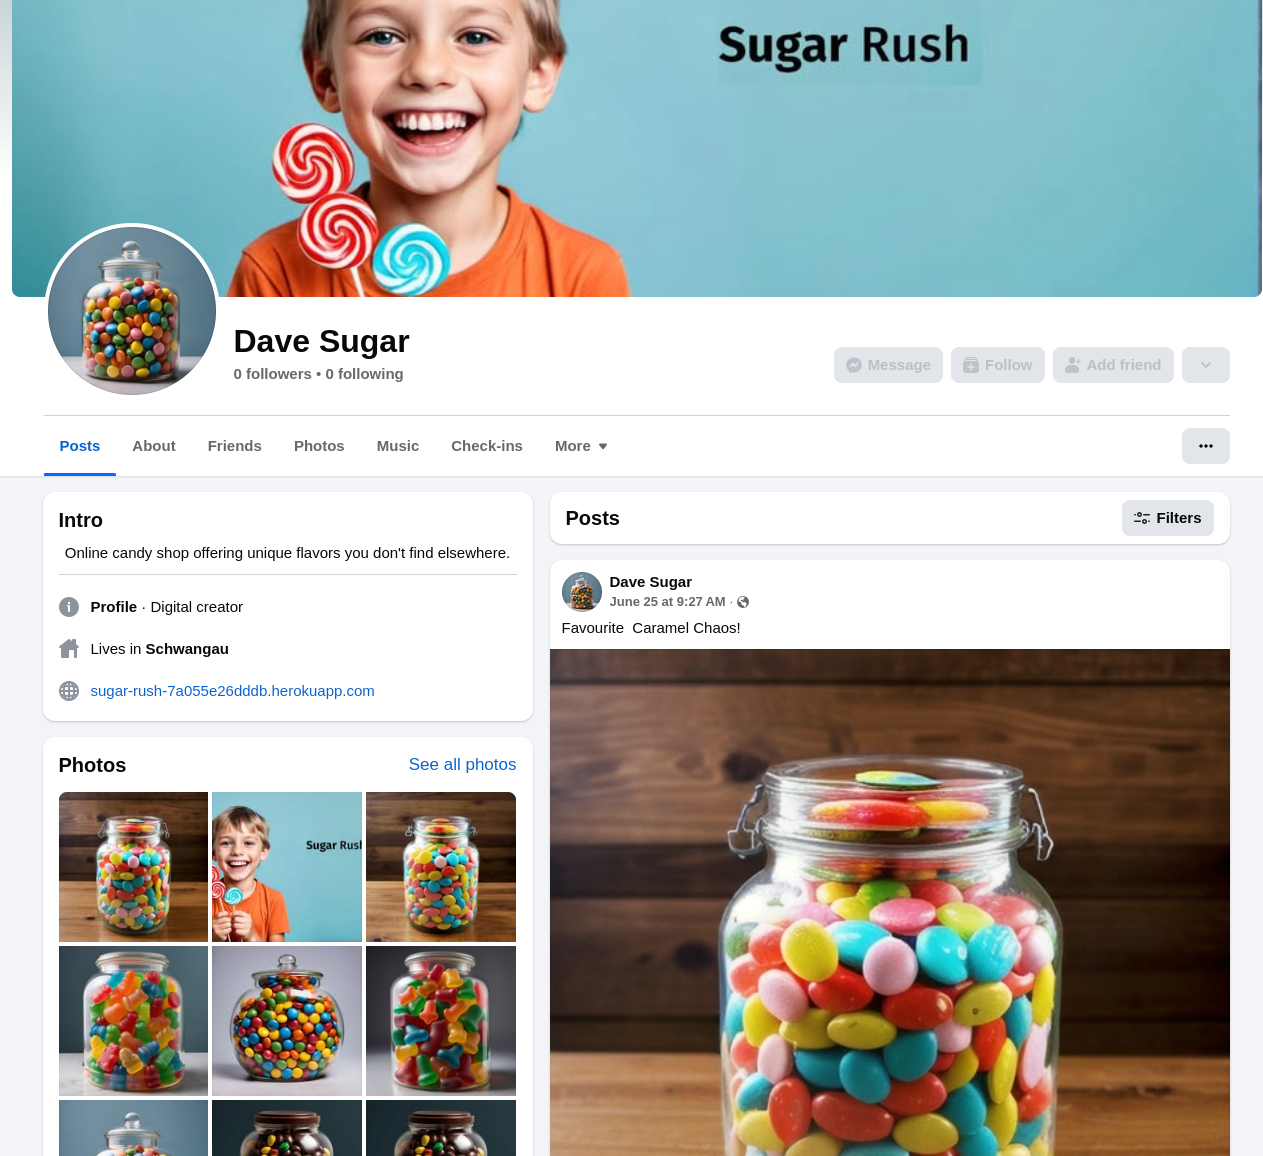 Sugar Rush
Dave Sugar
0 followers • 0 following
Message
Follow
Add friend
Posts
About
Friends
Photos
Music
Check-ins
More
Intro
Online candy shop offering unique flavors you don't find elsewhere.
Profile · Digital creator
Lives in Schwangau
sugar-rush-7a055e26dddb.herokuapp.com
Photos
See all photos
Sugar Rush
Posts
Filters
Dave Sugar
June 25 at 9:27 AM ·
Favourite  Caramel Chaos!